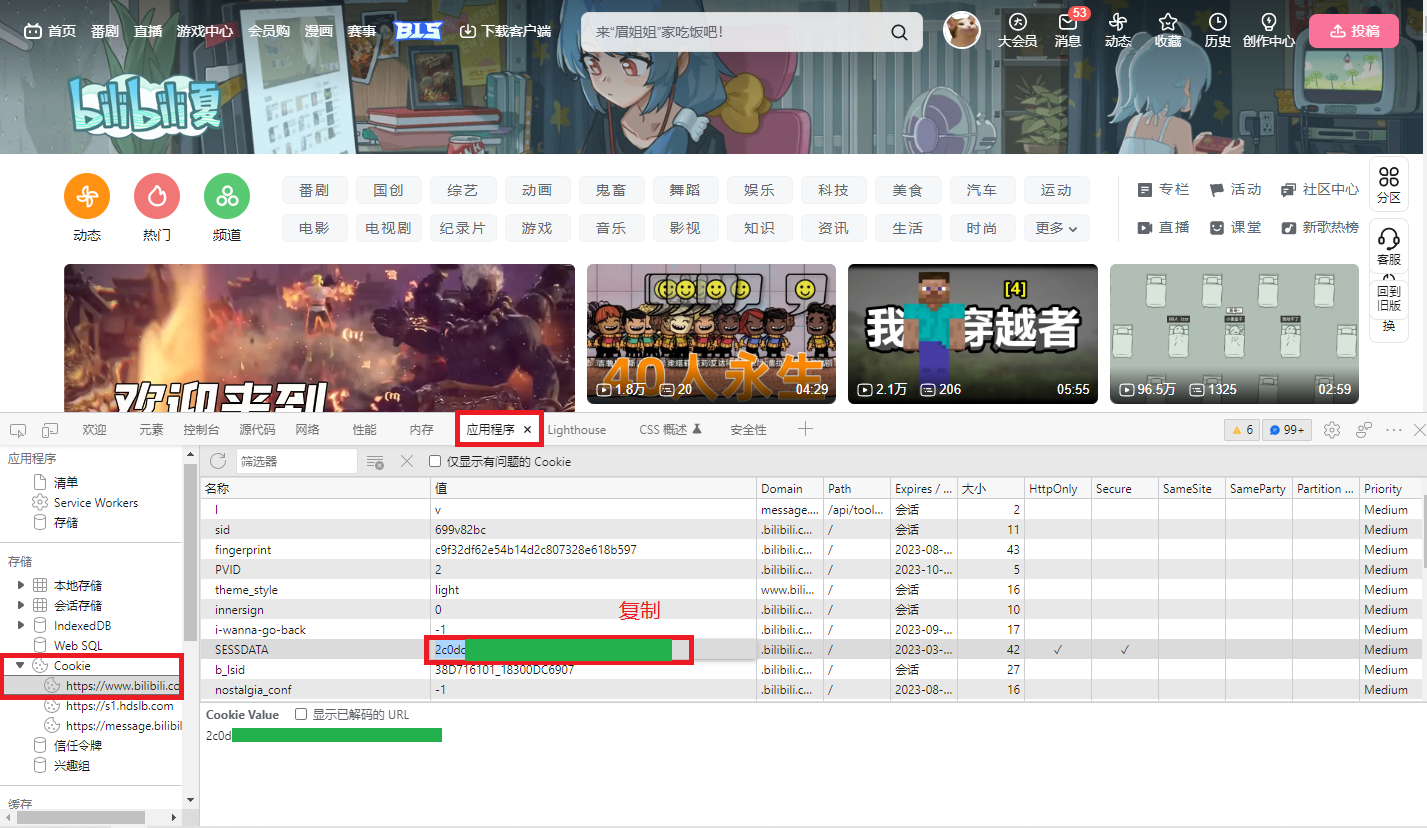 首页 番剧 直播 游戏中心 会员购 漫画 赛事 BLS 下载客户端 来“眉姐姐”家吃饭吧! 大会员 消息 53 动态 收藏 历史 创作中心 投稿
bilibili夏
动态 热门 频道
番剧 国创 综艺 动画 鬼畜 舞蹈 娱乐 科技 美食 汽车 运动 专栏 活动 社区中心
电影 电视剧 纪录片 游戏 音乐 影视 知识 资讯 生活 时尚 更多 直播 课堂 新歌热榜
分区
客服
回到
旧版
换
欢迎来到
40人永生
1.8万 20 04:29
[4]
我 穿越者
2.1万 206 05:55
96.5万 1325 02:59
欢迎 元素 控制台 源代码 网络 性能 内存 应用程序 × Lighthouse CSS 概述 安全性 6 99+
应用程序
清单
Service Workers
存储
存储
本地存储
会话存储
IndexedDB
Web SQL
Cookie
https://www.bilibili.co
https://s1.hdslb.com
https://message.bilibil
信任令牌
兴趣组
缓存
筛选器 仅显示有问题的 Cookie
名称 值 Domain Path Expires / ... 大小 HttpOnly Secure SameSite SameParty Partition ... Priority
l v message.... /api/tool... 会话 2 Medium
sid 699v82bc .bilibili.c... / 会话 11 Medium
fingerprint c9f32df62e54b14d2c807328e618b597 .bilibili.c... / 2023-08-... 43 Medium
PVID 2 .bilibili.c... / 2023-10-... 5 Medium
theme_style light www.bili... / 会话 16 Medium
innersign 0 .bilibili.c... / 会话 10 Medium
复制
i-wanna-go-back -1 .bilibili.c... / 2023-09-... 17 Medium
SESSDATA 2c0dc .bilibili.c... / 2023-03-... 42 ✓ ✓ Medium
b_lsid 38D716101_18300DC6907 .bilibili.c... / 会话 27 Medium
nostalgia_conf -1 .bilibili.c... / 2023-08-... 16 Medium
Cookie Value 显示已解码的 URL
2c0d